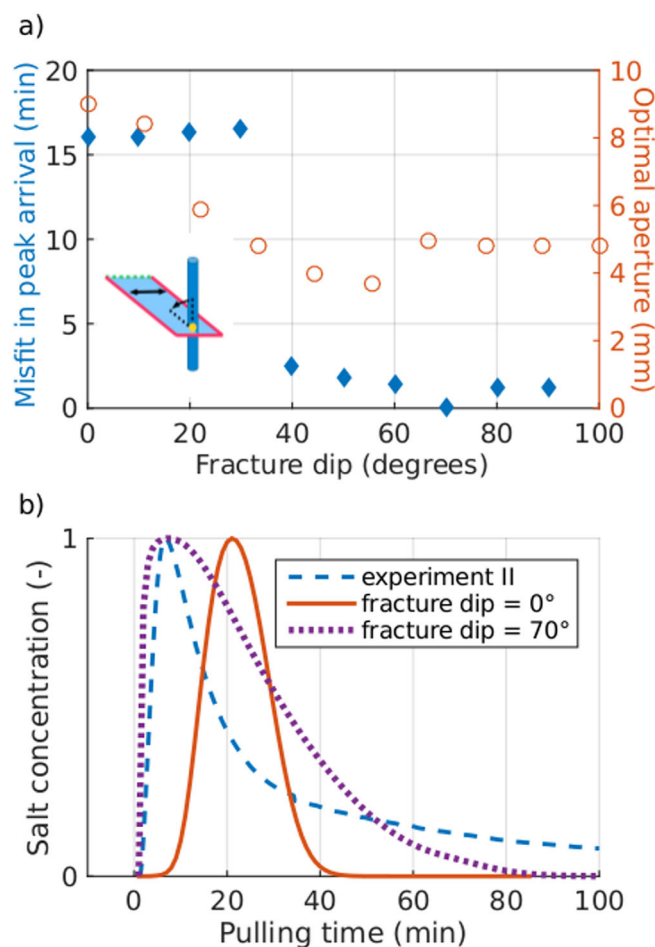 a)
20
15
10
5
0
Misfit in peak arrival (min)
10
8
6
4
2
0
Optimal aperture (mm)
0 20 40 60 80 100
Fracture dip (degrees)
b)
1
0
Salt concentration (-)
experiment II
fracture dip = 0°
fracture dip = 70°
0 20 40 60 80 100
Pulling time (min)